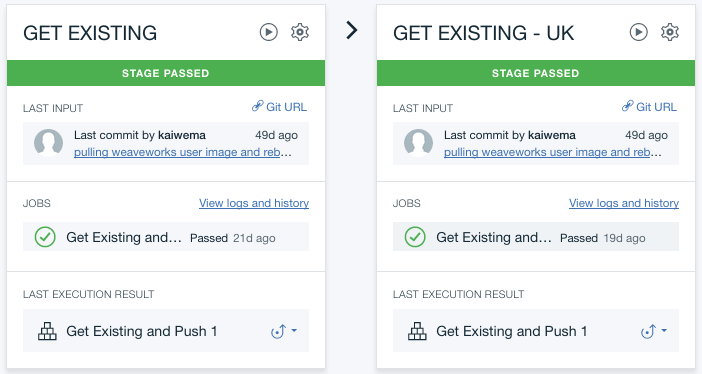 GET EXISTING
STAGE PASSED
LAST INPUT
Git URL
Last commit by kaiwema 49d ago
pulling weaveworks user image and reb...
JOBS View logs and history
Get Existing and... Passed 21d ago
LAST EXECUTION RESULT
Get Existing and Push 1
GET EXISTING - UK
STAGE PASSED
LAST INPUT
Git URL
Last commit by kaiwema 49d ago
pulling weaveworks user image and reb...
JOBS View logs and history
Get Existing and... Passed 19d ago
LAST EXECUTION RESULT
Get Existing and Push 1